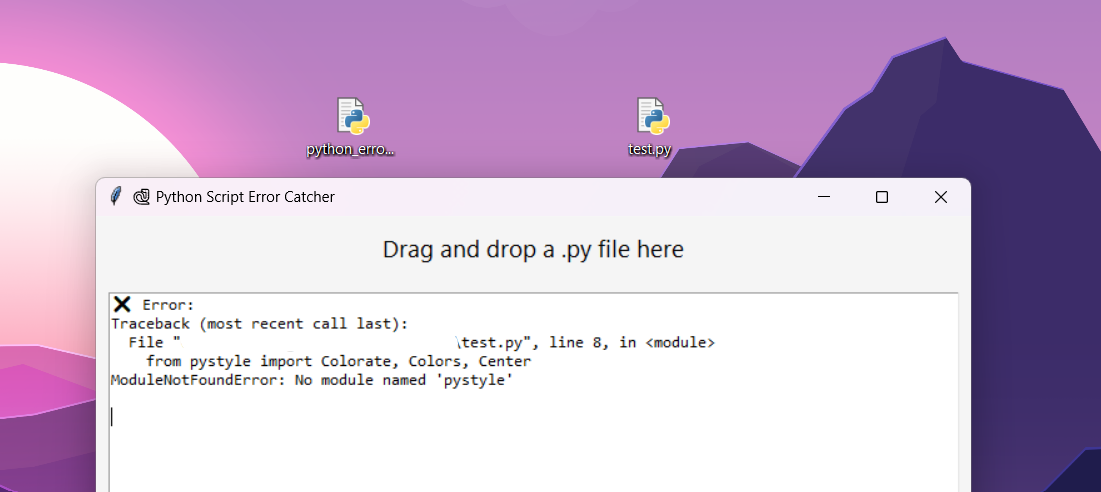 python_erro...
test.py
Python Script Error Catcher
Drag and drop a .py file here
❌ Error:
Traceback (most recent call last):
  File "                               \test.py", line 8, in <module>
    from pystyle import Colorate, Colors, Center
ModuleNotFoundError: No module named 'pystyle'